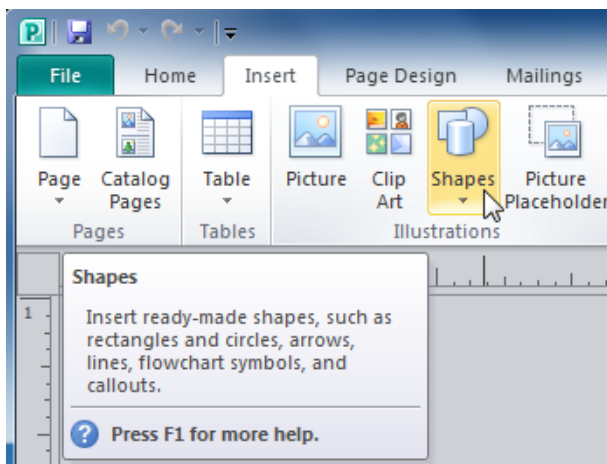 P
File Home Insert Page Design Mailings
Page Catalog Pages Table Picture Clip Art Shapes Picture Placeholder
Pages Tables Illustrations
Shapes
1
Insert ready-made shapes, such as
rectangles and circles, arrows,
lines, flowchart symbols, and
callouts.
Press F1 for more help.